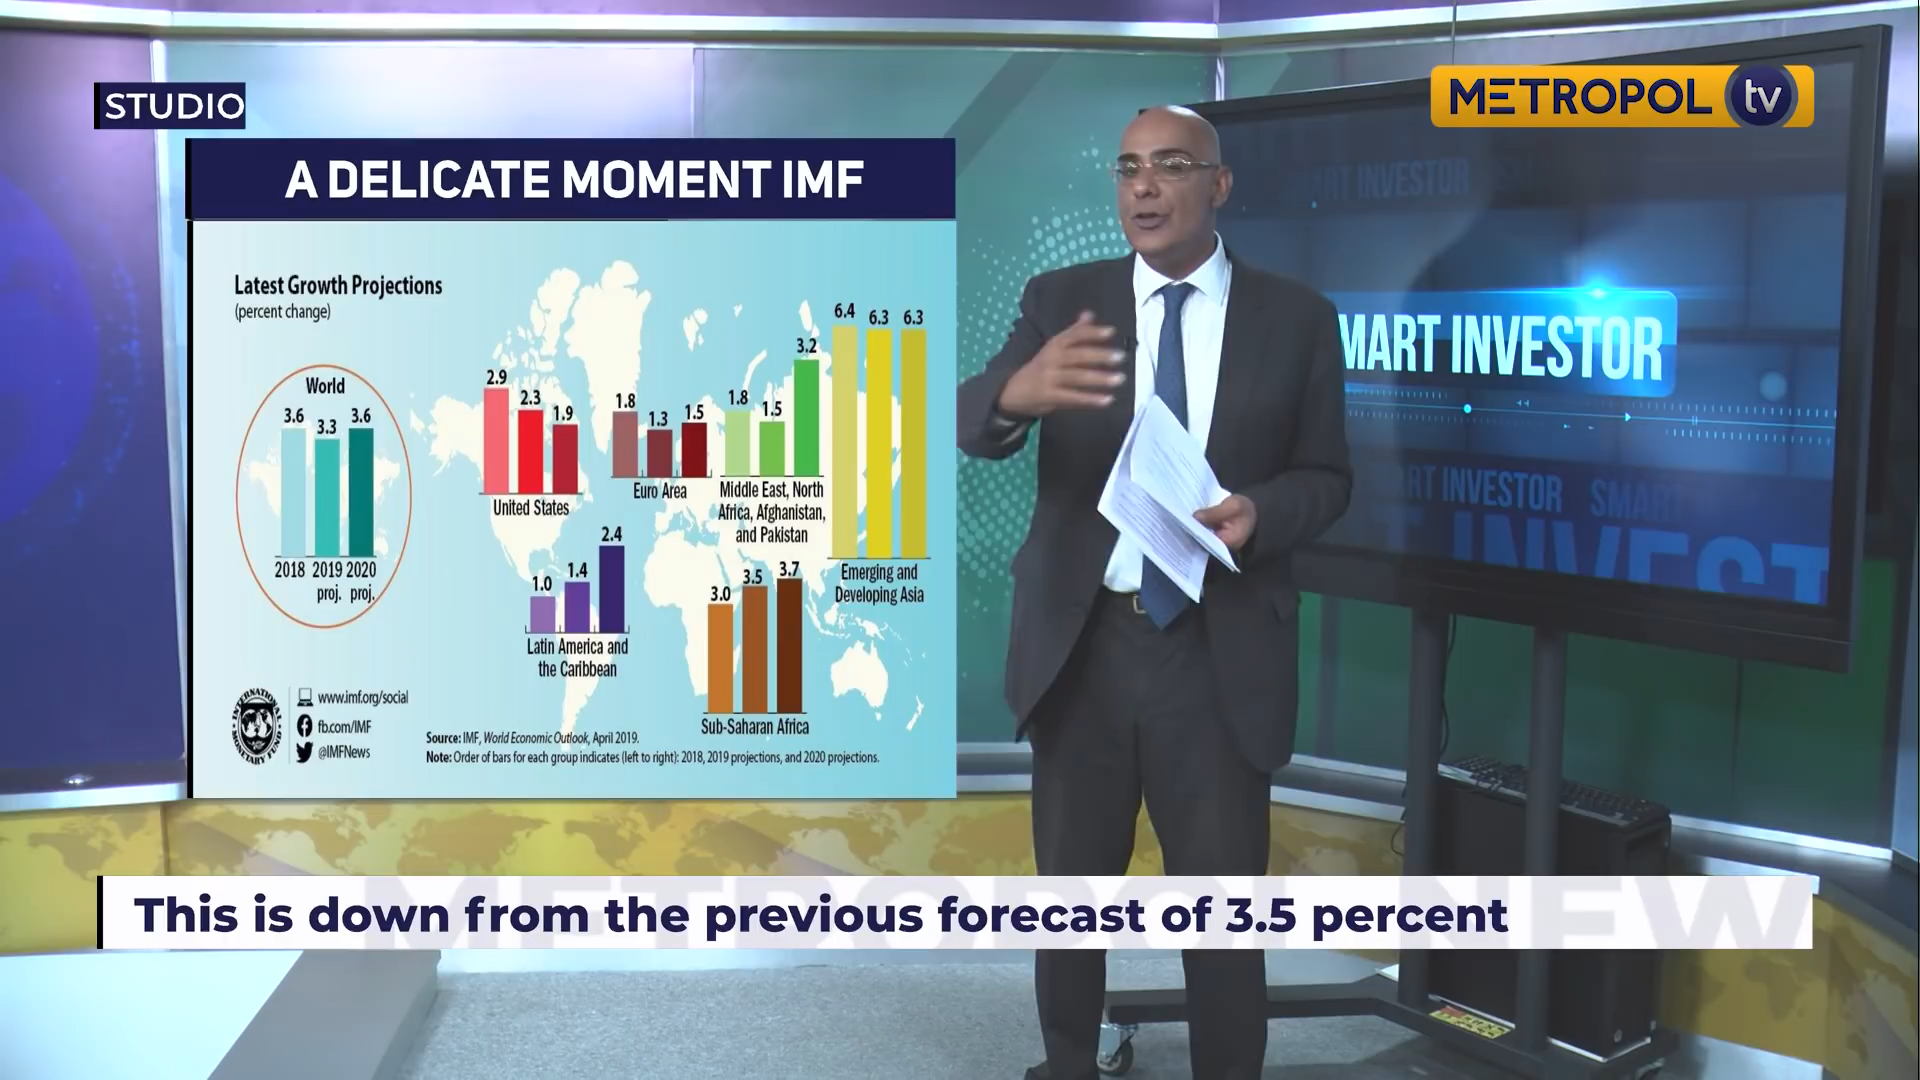 STUDIO
METROPOL tv
A DELICATE MOMENT IMF
Latest Growth Projections
(percent change)
World
3.6
3.3
3.6
2018
2019
2020
proj.
proj.
2.9
2.3
1.9
United States
1.8
1.3
1.5
Euro Area
1.8
1.5
3.2
Middle East, North
Africa, Afghanistan,
and Pakistan
6.4
6.3
6.3
Emerging and
Developing Asia
1.0
1.4
2.4
Latin America and
the Caribbean
3.0
3.5
3.7
Sub-Saharan Africa
INTERNATIONAL MONETARY FUND
www.imf.org/social
fb.com/IMF
@IMFNews
Source: IMF, World Economic Outlook, April 2019.
Note: Order of bars for each group indicates (left to right): 2018, 2019 projections, and 2020 projections.
INVESTOR
MART INVESTOR
INVESTOR
This is down from the previous forecast of 3.5 percent